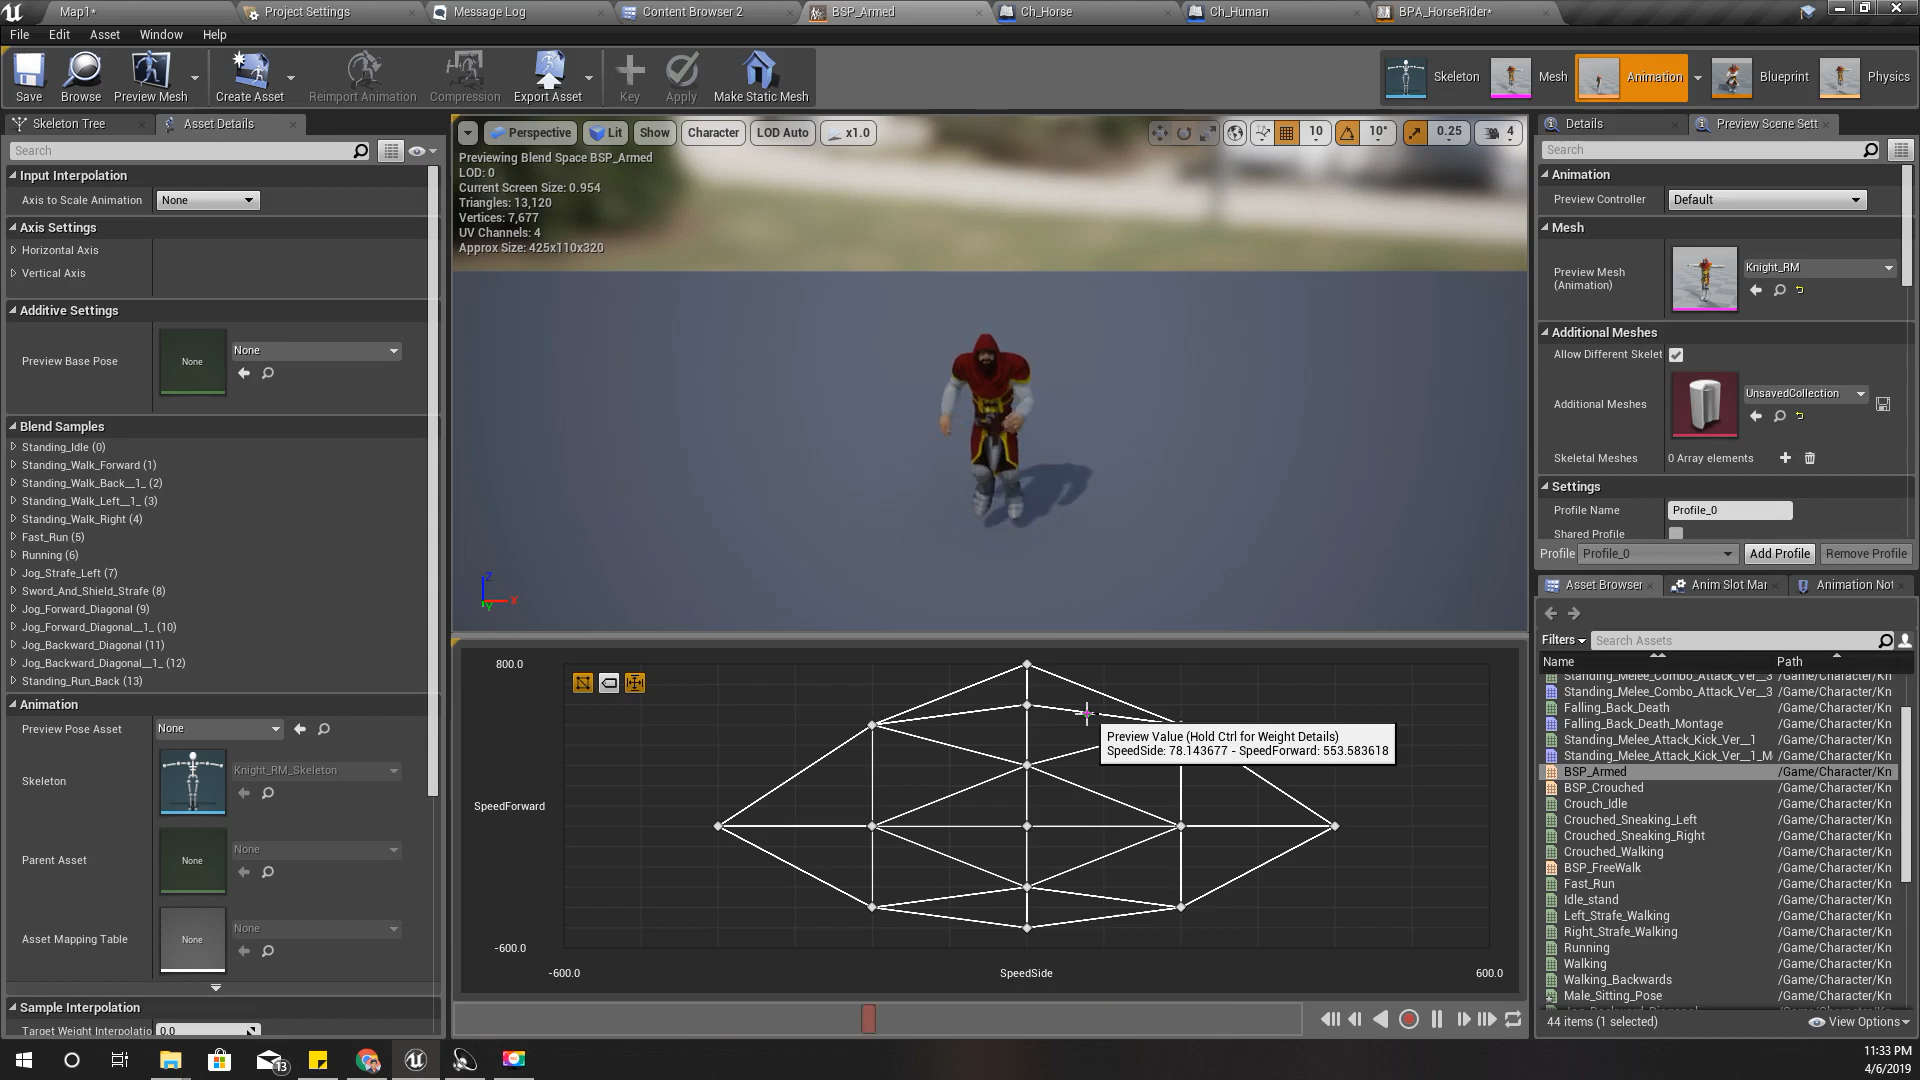 Map1*
Project Settings
Message Log
Content Browser 2
BSP_Armed
Ch_Horse
Ch_Human
BPA_HorseRider*
File Edit Asset Window Help
Save
Browse
Preview Mesh
Create Asset
Reimport Animation
Compression
Export Asset
Key
Apply
Make Static Mesh
Skeleton
Mesh
Animation
Blueprint
Physics
Skeleton Tree
Asset Details
Search
Input Interpolation
Axis to Scale Animation None
Axis Settings
Horizontal Axis
Vertical Axis
Additive Settings
Preview Base Pose None None
Blend Samples
Standing_Idle (0)
Standing_Walk_Forward (1)
Standing_Walk_Back__1_ (2)
Standing_Walk_Left__1_ (3)
Standing_Walk_Right (4)
Fast_Run (5)
Running (6)
Jog_Strafe_Left (7)
Sword_And_Shield_Strafe (8)
Jog_Forward_Diagonal (9)
Jog_Forward_Diagonal__1_ (10)
Jog_Backward_Diagonal (11)
Jog_Backward_Diagonal__1_ (12)
Standing_Run_Back (13)
Animation
Preview Pose Asset None
Skeleton Knight_RM_Skeleton
Parent Asset None None
Asset Mapping Table None None
Sample Interpolation
Target Weight Interpolatio 0.0
Perspective Lit Show Character LOD Auto x1.0
10 10° 0.25 4
Previewing Blend Space BSP_Armed
LOD: 0
Current Screen Size: 0.954
Triangles: 13,120
Vertices: 7,677
UV Channels: 4
Approx Size: 425x110x320
Z
X
Y
800.0
SpeedForward
-600.0
-600.0
SpeedSide
600.0
Preview Value (Hold Ctrl for Weight Details)
SpeedSide: 78.143677 - SpeedForward: 553.583618
Details
Preview Scene Sett
Search
Animation
Preview Controller Default
Mesh
Preview Mesh (Animation) Knight_RM
Additional Meshes
Allow Different Skelet
Additional Meshes UnsavedCollection
Skeletal Meshes 0 Array elements
Settings
Profile Name Profile_0
Shared Profile
Profile Profile_0 Add Profile Remove Profile
Asset Browser
Anim Slot Mar
Animation Not
Filters Search Assets
Name Path
Standing_Melee_Combo_Attack_Ver__3 /Game/Character/Kn
Standing_Melee_Combo_Attack_Ver__3 /Game/Character/Kn
Falling_Back_Death /Game/Character/Kn
Falling_Back_Death_Montage /Game/Character/Kn
Standing_Melee_Attack_Kick_Ver__1 /Game/Character/Kn
Standing_Melee_Attack_Kick_Ver__1_M /Game/Character/Kn
BSP_Armed /Game/Character/Kn
BSP_Crouched /Game/Character/Kn
Crouch_Idle /Game/Character/Kn
Crouched_Sneaking_Left /Game/Character/Kn
Crouched_Sneaking_Right /Game/Character/Kn
Crouched_Walking /Game/Character/Kn
BSP_FreeWalk /Game/Character/Kn
Fast_Run /Game/Character/Kn
Idle_stand /Game/Character/Kn
Left_Strafe_Walking /Game/Character/Kn
Right_Strafe_Walking /Game/Character/Kn
Running /Game/Character/Kn
Walking /Game/Character/Kn
Walking_Backwards /Game/Character/Kn
Male_Sitting_Pose /Game/Character/Kn
44 items (1 selected) View Options
13
11:33 PM
4/6/2019